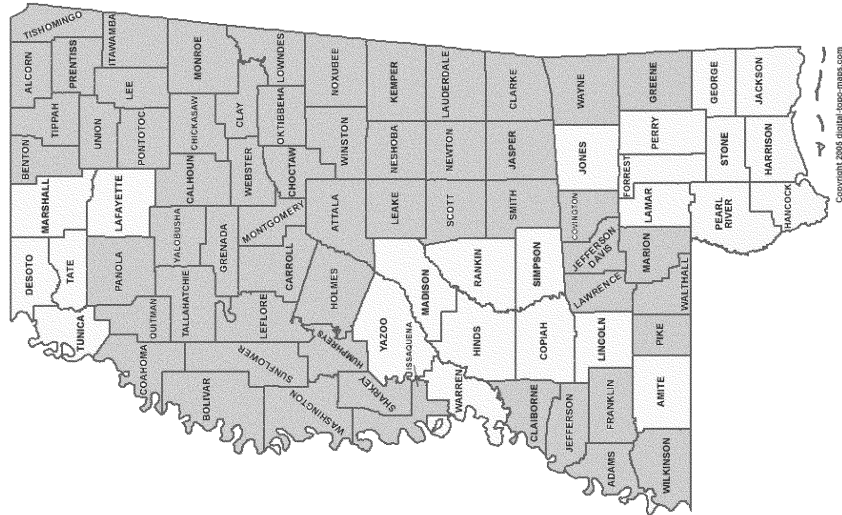 TISHOMINGO
ALCORN
PRENTISS
ITAWAMBA
TIPPAH
LEE
BENTON
UNION
PONTOTOC
MONROE
CHICKASAW
CLAY
LOWNDES
OKTIBBEHA
NOXUBEE
KEMPER
LAUDERDALE
CLARKE
WAYNE
GREENE
GEORGE
JACKSON
MARSHALL
LAFAYETTE
CALHOUN
WEBSTER
CHOCTAW
WINSTON
NESHOBA
NEWTON
JASPER
JONES
PERRY
FORREST
STONE
HARRISON
DESOTO
TATE
PANOLA
YALOBUSHA
GRENADA
MONTGOMERY
ATTALA
LEAKE
SCOTT
SMITH
COVINGTON
JEFFERSON
DAVIS
LAMAR
MARION
PEARL
RIVER
HANCOCK
TUNICA
QUITMAN
TALLAHATCHIE
LEFLORE
CARROLL
HOLMES
MADISON
RANKIN
SIMPSON
LAWRENCE
WALTHALL
COAHOMA
SUNFLOWER
HUMPHREYS
YAZOO
ISSAQUENA
HINDS
COPIAH
LINCOLN
PIKE
BOLIVAR
WASHINGTON
SHARKEY
WARREN
CLAIBORNE
JEFFERSON
FRANKLIN
AMITE
ADAMS
WILKINSON
Copyright 2005 digital-topo-maps.com